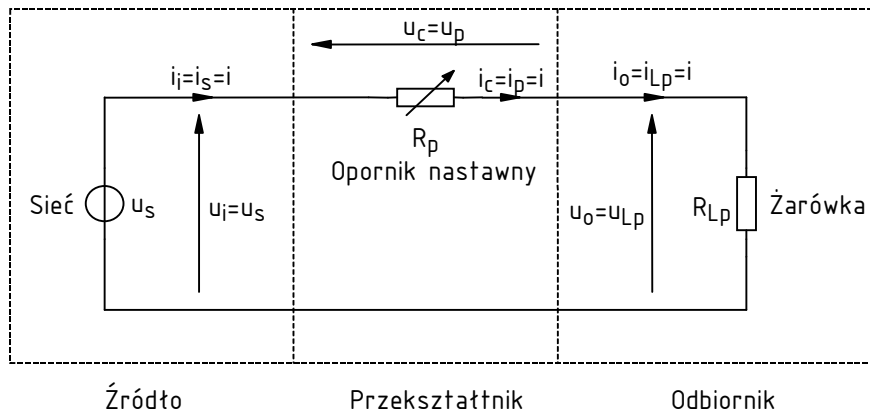 u_c=u_p
i_i=i_s=i
i_c=i_p=i
i_o=i_Lp=i
R_p
Opornik nastawny
Sieć
u_s
u_i=u_s
u_o=u_Lp
R_Lp
Żarówka
Źródło
Przekształtnik
Odbiornik